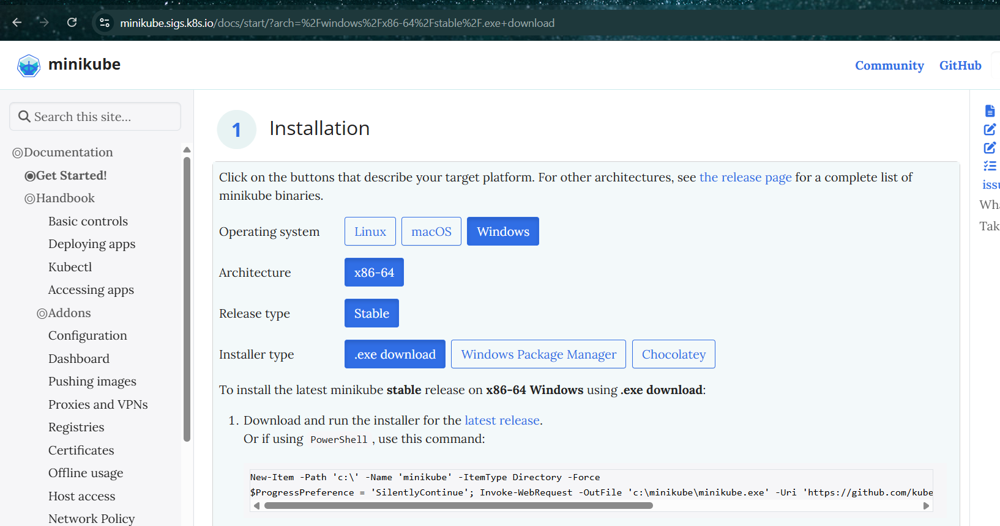 minikube.sigs.k8s.io/docs/start/?arch=%2Fwindows%2Fx86-64%2Fstable%2F.exe+download
minikube
Community GitHub
Search this site...
Documentation
Get Started!
Handbook
Basic controls
Deploying apps
Kubectl
Accessing apps
Addons
Configuration
Dashboard
Pushing images
Proxies and VPNs
Registries
Certificates
Offline usage
Host access
Network Policy
1 Installation
Click on the buttons that describe your target platform. For other architectures, see the release page for a complete list of
minikube binaries.
Operating system Linux macOS Windows
Architecture x86-64
Release type Stable
Installer type .exe download Windows Package Manager Chocolatey
To install the latest minikube stable release on x86-64 Windows using .exe download:
1. Download and run the installer for the latest release.
Or if using PowerShell , use this command:
New-Item -Path 'c:\' -Name 'minikube' -ItemType Directory -Force
$ProgressPreference = 'SilentlyContinue'; Invoke-WebRequest -OutFile 'c:\minikube\minikube.exe' -Uri 'https://github.com/kube